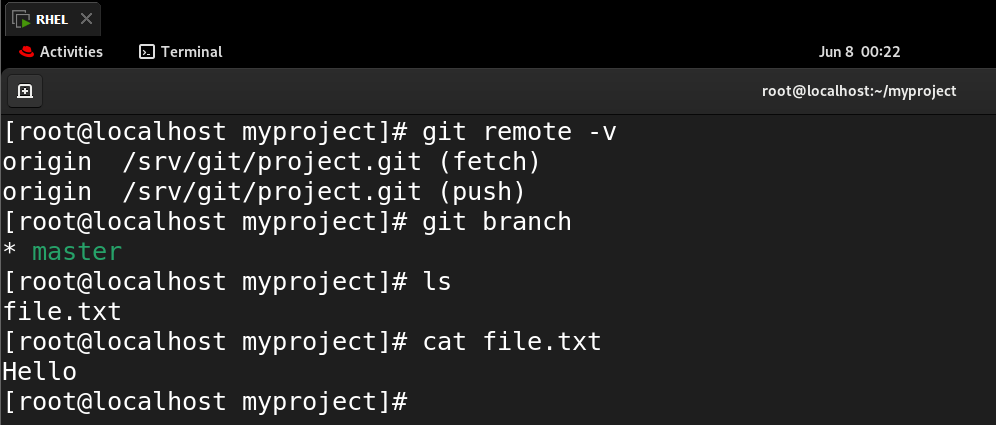 RHEL
Activities Terminal Jun 8 00:22
root@localhost:~/myproject
[root@localhost myproject]# git remote -v
origin  /srv/git/project.git (fetch)
origin  /srv/git/project.git (push)
[root@localhost myproject]# git branch
* master
[root@localhost myproject]# ls
file.txt
[root@localhost myproject]# cat file.txt
Hello
[root@localhost myproject]#